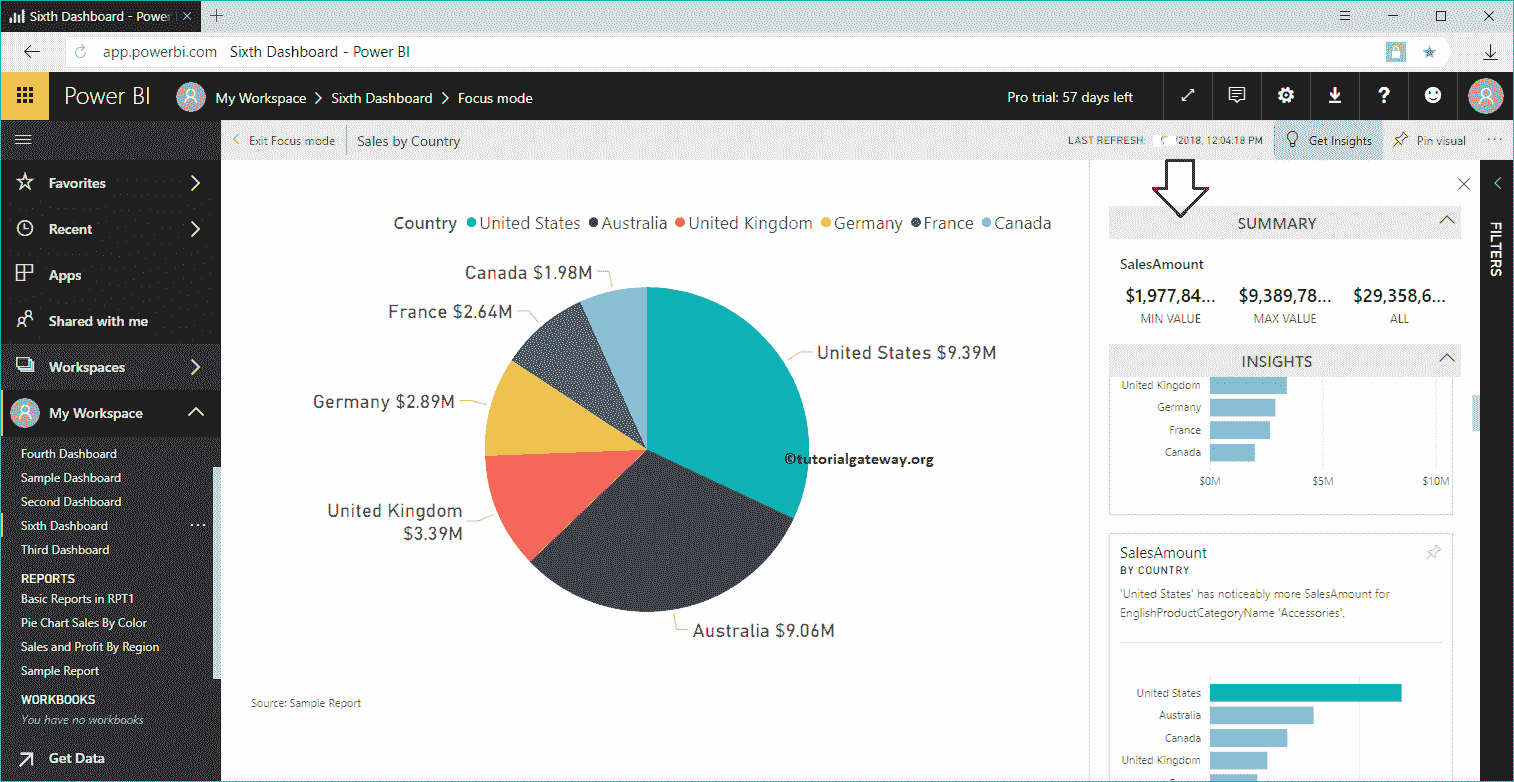 Sixth Dashboard - Power
app.powerbi.com Sixth Dashboard - Power BI
Power BI
My Workspace > Sixth Dashboard > Focus mode
Pro trial: 57 days left
Exit Focus mode
Sales by Country
LAST REFRESH: /2018, 12:04:18 PM
Get Insights
Pin visual
Favorites
Recent
Apps
Shared with me
Workspaces
My Workspace
Fourth Dashboard
Sample Dashboard
Second Dashboard
Sixth Dashboard
Third Dashboard
REPORTS
Basic Reports in RPT1
Pie Chart Sales By Color
Sales and Profit By Region
Sample Report
WORKBOOKS
You have no workbooks
Get Data
Country United States Australia United Kingdom Germany France Canada
Canada $1.98M
France $2.64M
United States $9.39M
Germany $2.89M
©tutorialgateway.org
United Kingdom
$3.39M
Australia $9.06M
Source: Sample Report
SUMMARY
SalesAmount
$1,977,84... $9,389,78... $29,358,6...
MIN VALUE MAX VALUE ALL
INSIGHTS
United Kingdom
Germany
France
Canada
$0M $5M $10M
SalesAmount
BY COUNTRY
'United States' has noticeably more SalesAmount for
EnglishProductCategoryName 'Accessories'.
United States
Australia
Canada
United Kingdom
FILTERS